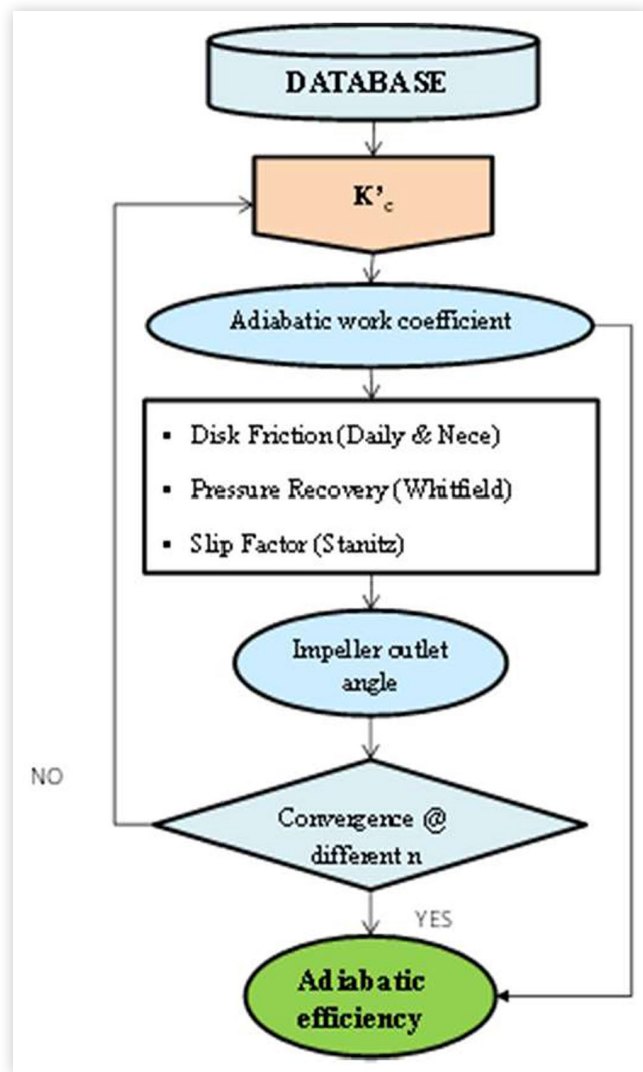 DATABASE
K'c
Adiabatic work coefficient
▪ Disk Friction (Daily & Nece)
▪ Pressure Recovery (Whitfield)
▪ Slip Factor (Stanitz)
Impeller outlet
angle
NO
Convergence @
different n
YES
Adiabatic
efficiency